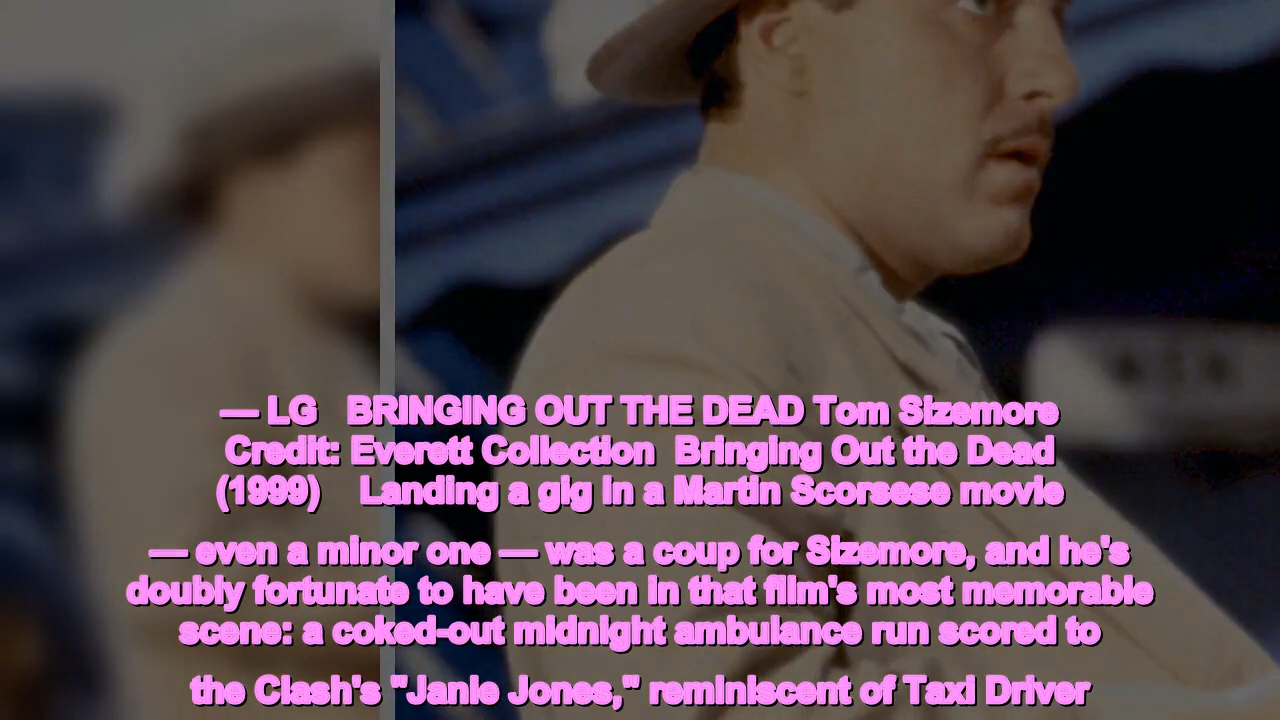 — LG   BRINGING OUT THE DEAD Tom Sizemore
Credit: Everett Collection  Bringing Out the Dead
(1999)    Landing a gig in a Martin Scorsese movie
— even a minor one — was a coup for Sizemore, and he's
doubly fortunate to have been in that film's most memorable
scene: a coked-out midnight ambulance run scored to
the Clash's "Janie Jones," reminiscent of Taxi Driver